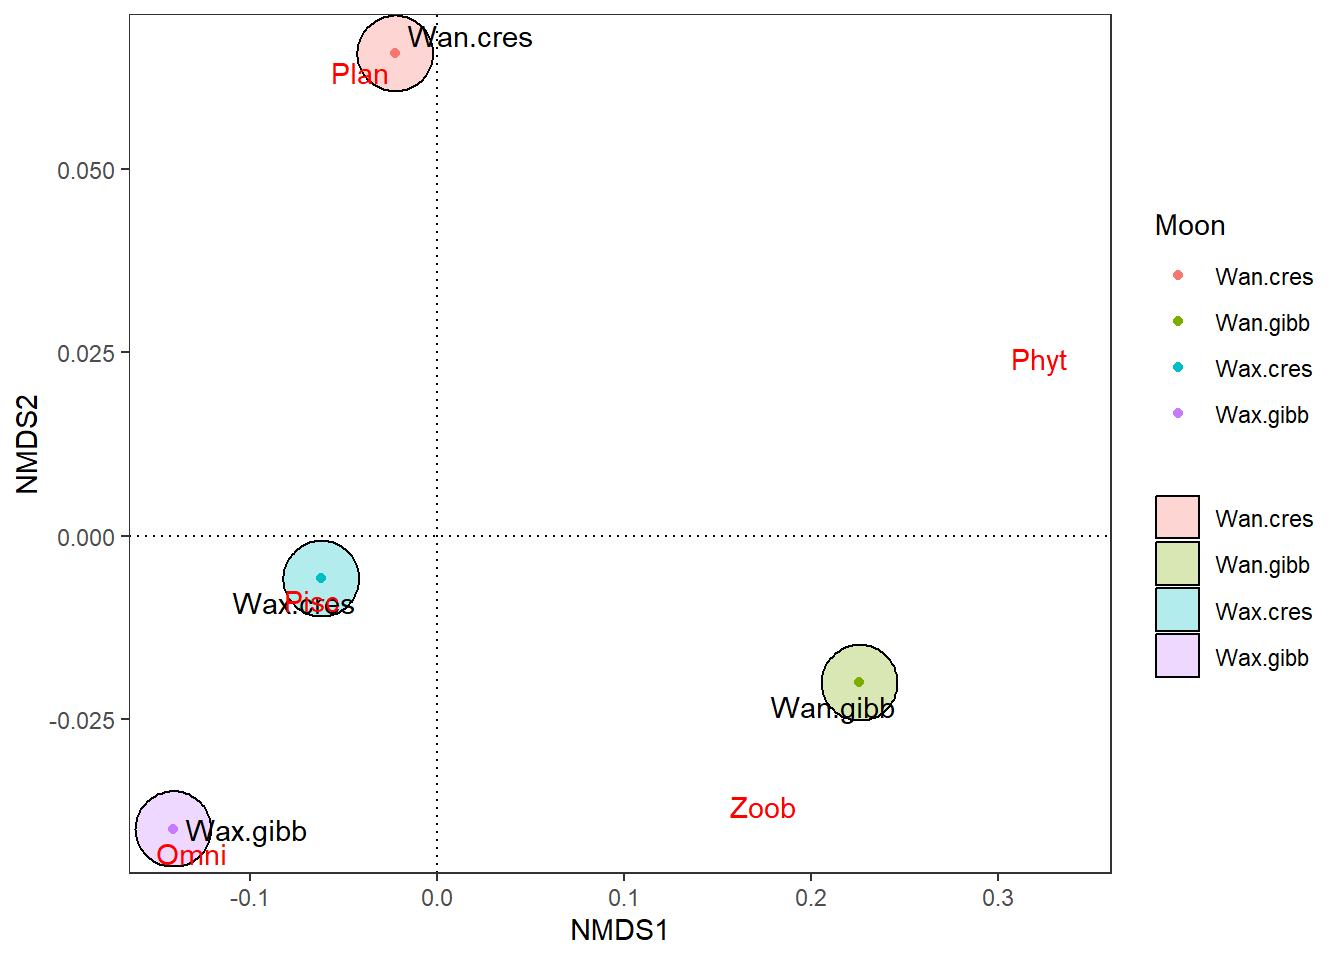 Wan.cres
Plan
0.050
Moon
Wan.cres
Wan.gibb
Wax.cres
Wax.gibb
0.025
Phyt
NMDS2
Wan.cres
Wan.gibb
Wax.cres
Wax.gibb
0.000
Wax.cres
Pisc
Wan.gibb
-0.025
Zoob
Wax.gibb
Omni
-0.1
0.0
0.1
0.2
0.3
NMDS1